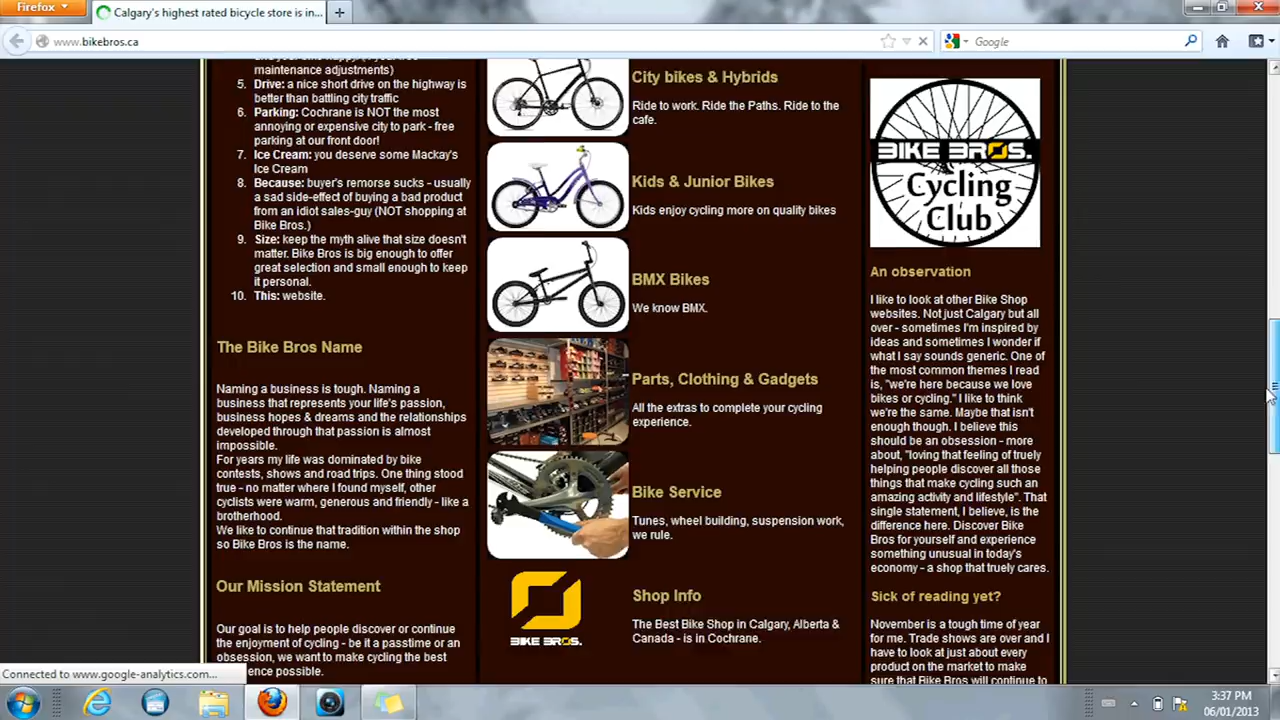 Firefox
Calgary's highest rated bicycle store is in...
www.bikebros.ca
Google
maintenance adjustments)
5. Drive: a nice short drive on the highway is
better than battling city traffic
6. Parking: Cochrane is NOT the most
annoying or expensive city to park - free
parking at our front door!
7. Ice Cream: you deserve some Mackay's
Ice cream
8. Because: buyer's remorse sucks - usually
a sad side-effect of buying a bad product
from an idiot sales-guy (NOT shopping at
Bike Bros.)
9. Size: keep the myth alive that size doesn't
matter. Bike Bros is big enough to offer
great selection and small enough to keep
it personal.
10. This: website.
The Bike Bros Name
Naming a business is tough. Naming a
business that represents your life's passion,
business hopes & dreams and the relationships
developed through that passion is almost
impossible.
For years my life was dominated by bike
contests, shows and road trips. One thing stood
true - no matter where I found myself, other
cyclists were warm, generous and friendly - like a
brotherhood.
We like to continue that tradition within the shop
so Bike Bros is the name.
Our Mission Statement
Our goal is to help people discover or continue
the enjoyment of cycling - be it a passtime or an
obsession, we want to make cycling the best
ence possible.
City bikes & Hybrids
Ride to work. Ride the Paths. Ride to the
cafe.
Kids & Junior Bikes
Kids enjoy cycling more on quality bikes
BMX Bikes
We know BMX.
Parts, Clothing & Gadgets
All the extras to complete your cycling
experience.
Bike Service
Tunes, wheel building, suspension work,
we rule.
BIKE BROS.
Shop Info
The Best Bike Shop in Calgary, Alberta &
Canada - is in Cochrane.
BIKE BROS.
Cycling
Club
An observation
I like to look at other Bike Shop
websites. Not just Calgary but all
over - sometimes I'm inspired by
ideas and sometimes I wonder if
what I say sounds generic. One of
the most common themes I read
is, "we're here because we love
bikes or cycling." I like to think
we're the same. Maybe that isn't
enough though. I believe this
should be an obsession - more
about, "loving that feeling of truely
helping people discover all those
things that make cycling such an
amazing activity and lifestyle". That
single statement, I believe, is the
difference here. Discover Bike
Bros for yourself and experience
something unusual in today's
economy - a shop that truely cares.
Sick of reading yet?
November is a tough time of year
for me. Trade shows are over and I
have to look at just about every
product on the market to make
sure that Bike Bros will continue to
Connected to www.google-analytics.com...
3:37 PM
06/01/2013